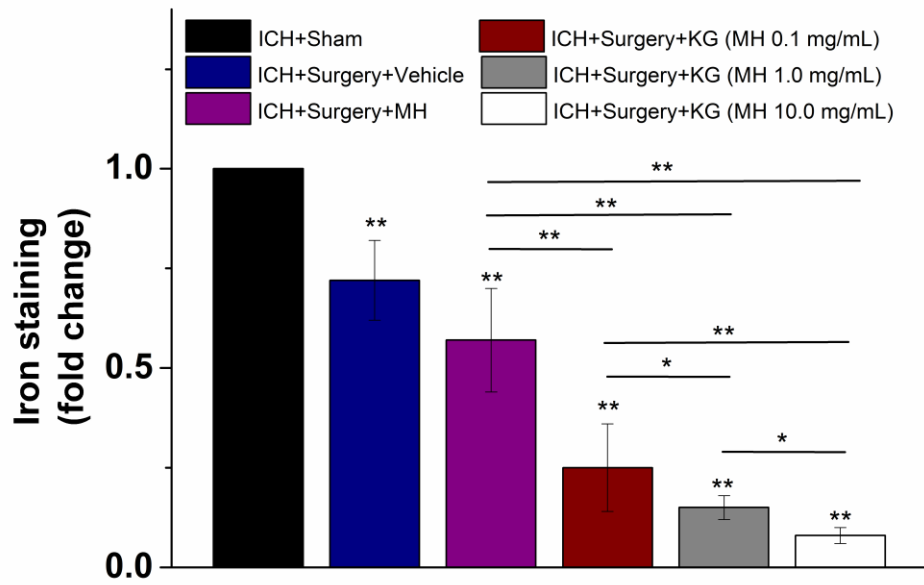 ICH+Sham
ICH+Surgery+Vehicle
ICH+Surgery+MH
ICH+Surgery+KG (MH 0.1 mg/mL)
ICH+Surgery+KG (MH 1.0 mg/mL)
ICH+Surgery+KG (MH 10.0 mg/mL)
Iron staining
(fold change)
1.0
0.5
0.0
**
**
**
**
**
**
**
*
**
*
**
**